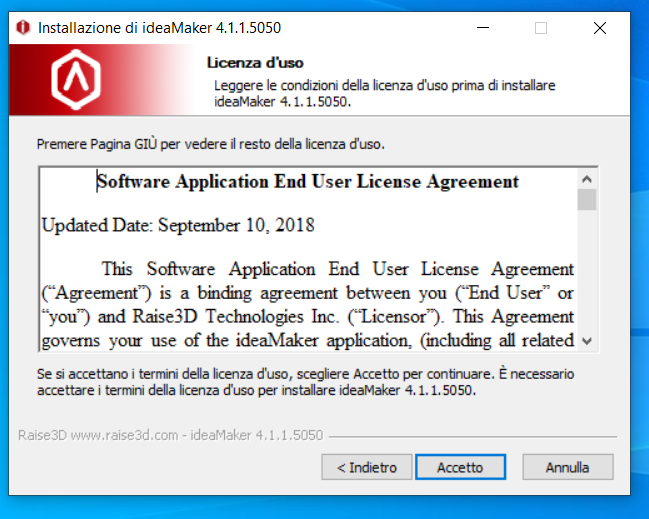 Installazione di ideaMaker 4.1.1.5050
Licenza d'uso
Leggere le condizioni della licenza d'uso prima di installare
ideaMaker 4.1.1.5050.
Premere Pagina GIÙ per vedere il resto della licenza d'uso.
Software Application End User License Agreement
Updated Date: September 10, 2018
This Software Application End User License Agreement
(“Agreement”) is a binding agreement between you (“End User” or
“you”) and Raise3D Technologies Inc. (“Licensor”). This Agreement
governs your use of the ideaMaker application, (including all related
Se si accettano i termini della licenza d'uso, scegliere Accetto per continuare. È necessario
accettare i termini della licenza d'uso per installare ideaMaker 4.1.1.5050.
Raise3D www.raise3d.com - ideaMaker 4.1.1.5050
< Indietro
Accetto
Annulla